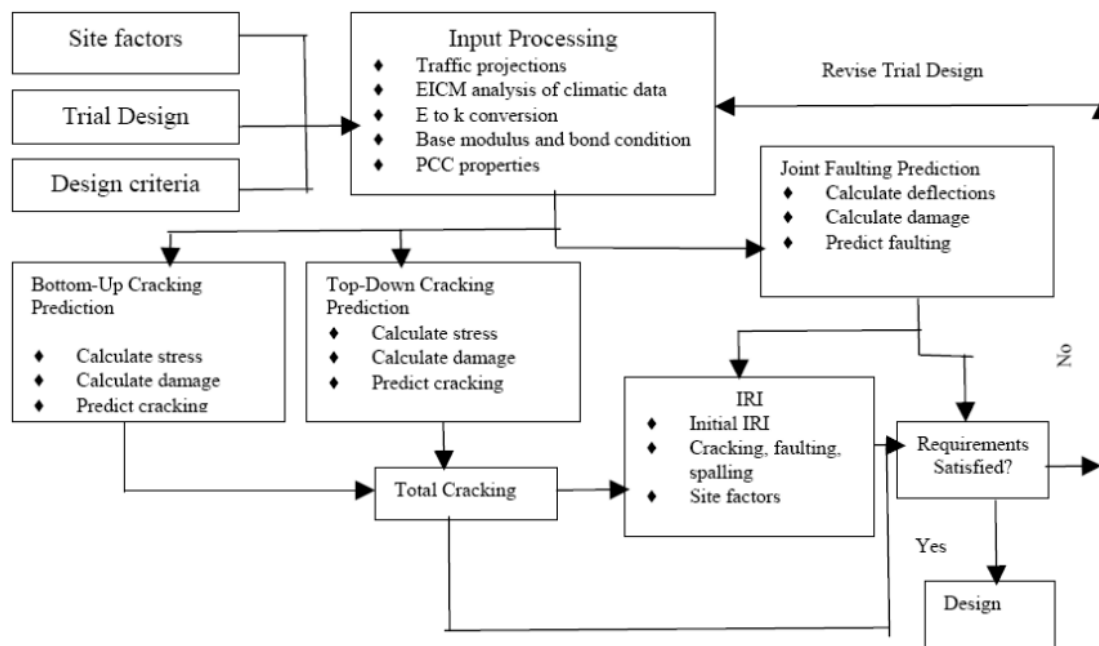 Site factors
Trial Design
Design criteria
Input Processing
♦ Traffic projections
♦ EICM analysis of climatic data
♦ E to k conversion
♦ Base modulus and bond condition
♦ PCC properties
Revise Trial Design
Joint Faulting Prediction
♦ Calculate deflections
♦ Calculate damage
♦ Predict faulting
Bottom-Up Cracking
Prediction
♦ Calculate stress
♦ Calculate damage
♦ Predict cracking
Top-Down Cracking
Prediction
♦ Calculate stress
♦ Calculate damage
♦ Predict cracking
Total Cracking
IRI
♦ Initial IRI
♦ Cracking, faulting,
spalling
♦ Site factors
Requirements
Satisfied?
No
Yes
Design